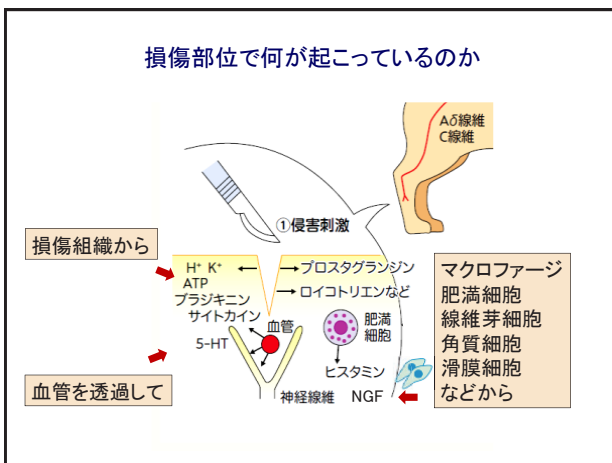 損傷部位で何が起こっているのか
Aδ線維
C線維
①侵害刺激
損傷組織から
H⁺ K⁺
ATP
ブラジキニン
サイトカイン
5-HT
プロスタグランジン
ロイコトリエンなど
血管
肥満
細胞
ヒスタミン
神経線維
NGF
血管を透過して
マクロファージ
肥満細胞
線維芽細胞
角質細胞
滑膜細胞
などから